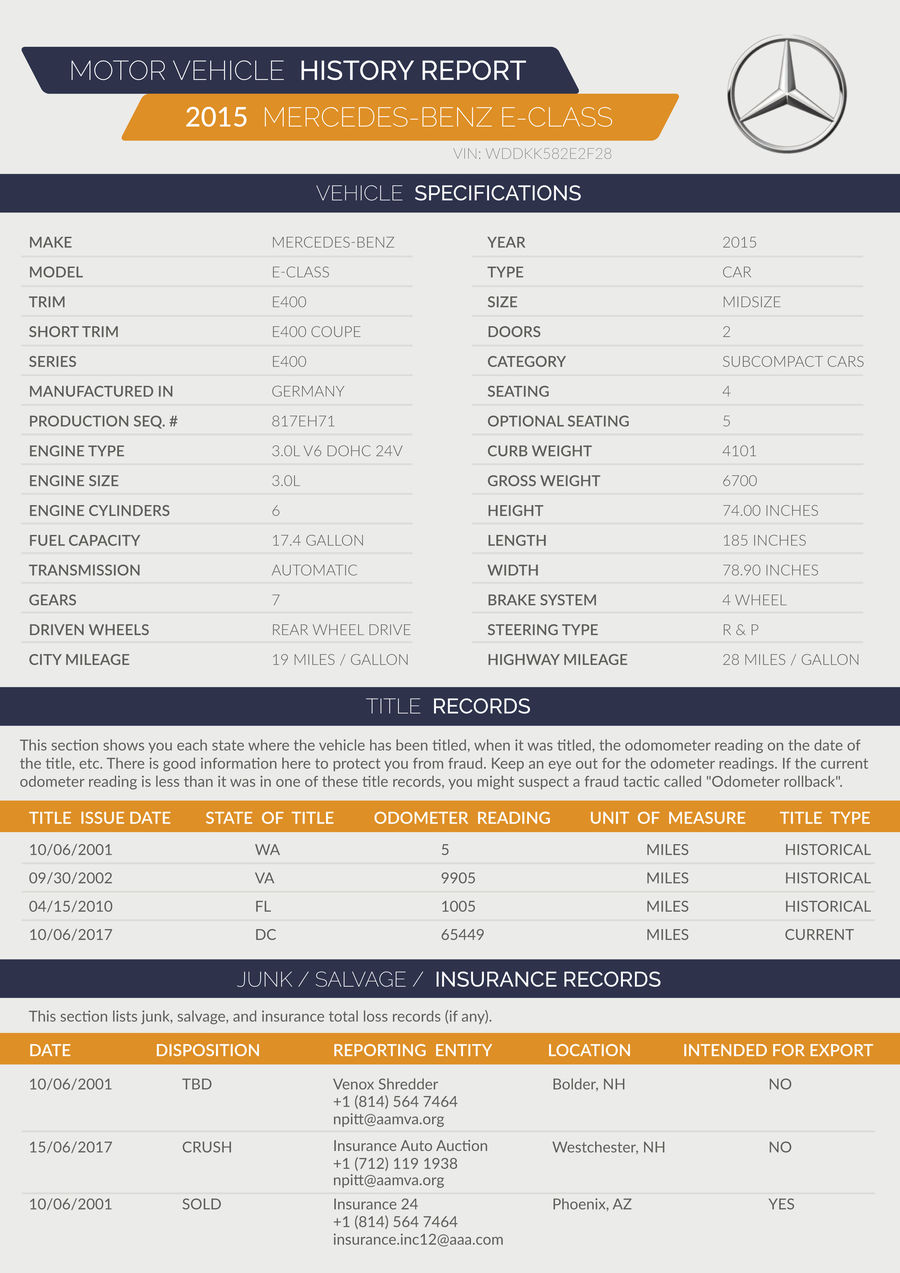 MOTOR VEHICLE HISTORY REPORT
2015 MERCEDES-BENZ E-CLASS
VIN: WDDKK582E2F28
VEHICLE SPECIFICATIONS
MAKE MERCEDES-BENZ YEAR 2015
MODEL E-CLASS TYPE CAR
TRIM E400 SIZE MIDSIZE
SHORT TRIM E400 COUPE DOORS 2
SERIES E400 CATEGORY SUBCOMPACT CARS
MANUFACTURED IN GERMANY SEATING 4
PRODUCTION SEQ. # 817EH71 OPTIONAL SEATING 5
ENGINE TYPE 3.0L V6 DOHC 24V CURB WEIGHT 4101
ENGINE SIZE 3.0L GROSS WEIGHT 6700
ENGINE CYLINDERS 6 HEIGHT 74.00 INCHES
FUEL CAPACITY 17.4 GALLON LENGTH 185 INCHES
TRANSMISSION AUTOMATIC WIDTH 78.90 INCHES
GEARS 7 BRAKE SYSTEM 4 WHEEL
DRIVEN WHEELS REAR WHEEL DRIVE STEERING TYPE R & P
CITY MILEAGE 19 MILES / GALLON HIGHWAY MILEAGE 28 MILES / GALLON
TITLE RECORDS
This section shows you each state where the vehicle has been titled, when it was titled, the odomometer reading on the date of
the title, etc. There is good information here to protect you from fraud. Keep an eye out for the odometer readings. If the current
odometer reading is less than it was in one of these title records, you might suspect a fraud tactic called "Odometer rollback".
TITLE ISSUE DATE STATE OF TITLE ODOMETER READING UNIT OF MEASURE TITLE TYPE
10/06/2001 WA 5 MILES HISTORICAL
09/30/2002 VA 9905 MILES HISTORICAL
04/15/2010 FL 1005 MILES HISTORICAL
10/06/2017 DC 65449 MILES CURRENT
JUNK / SALVAGE / INSURANCE RECORDS
This section lists junk, salvage, and insurance total loss records (if any).
DATE DISPOSITION REPORTING ENTITY LOCATION INTENDED FOR EXPORT
10/06/2001 TBD Venox Shredder Bolder, NH NO
+1 (814) 564 7464
npitt@aamva.org
15/06/2017 CRUSH Insurance Auto Auction Westchester, NH NO
+1 (712) 119 1938
npitt@aamva.org
10/06/2001 SOLD Insurance 24 Phoenix, AZ YES
+1 (814) 564 7464
insurance.inc12@aaa.com